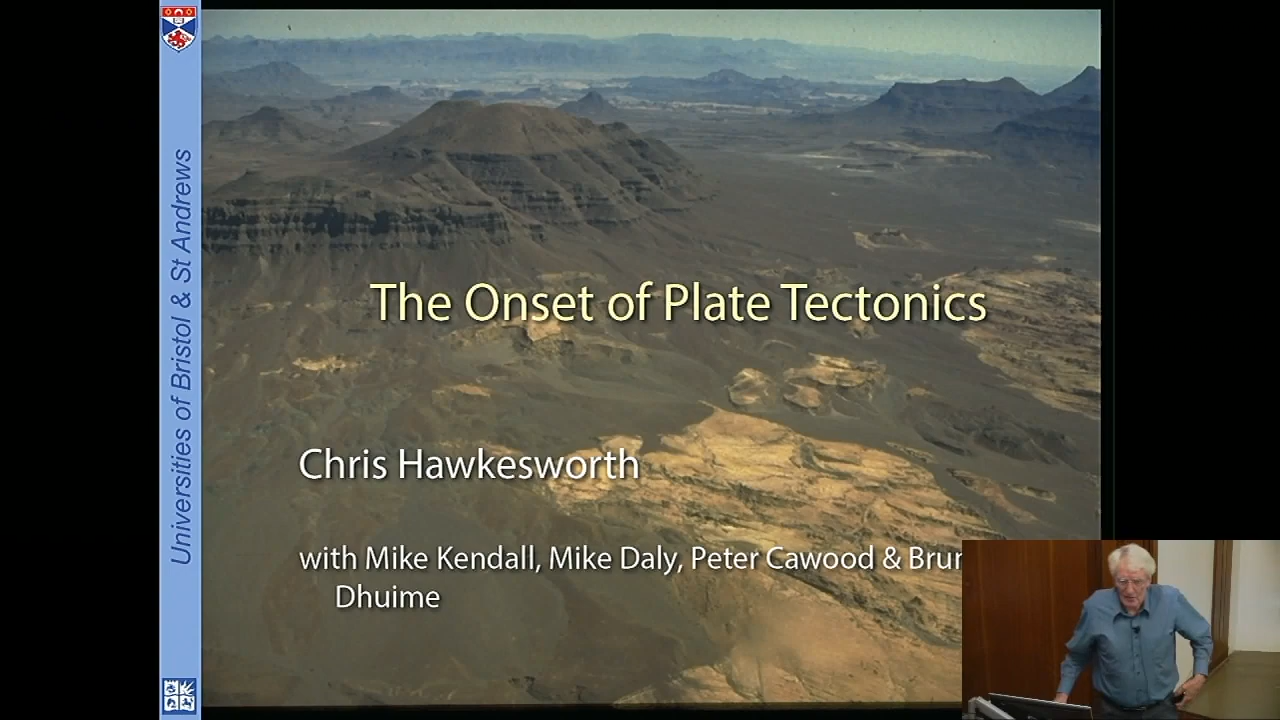 Universities of Bristol & St Andrews
The Onset of Plate Tectonics
Chris Hawkesworth
with Mike Kendall, Mike Daly, Peter Cawood &
Dhuime